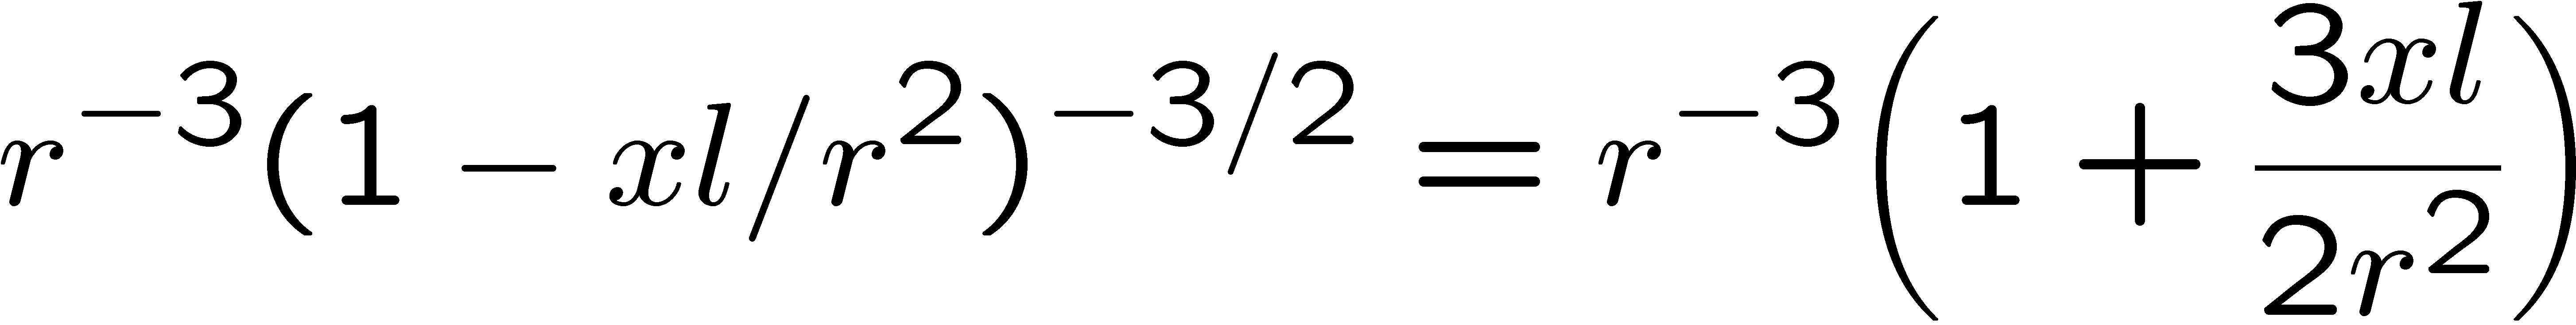 r^{-3}(1 - xl/r^2)^{-3/2} = r^{-3}\left(1 + \frac{3xl}{2r^2}\right)